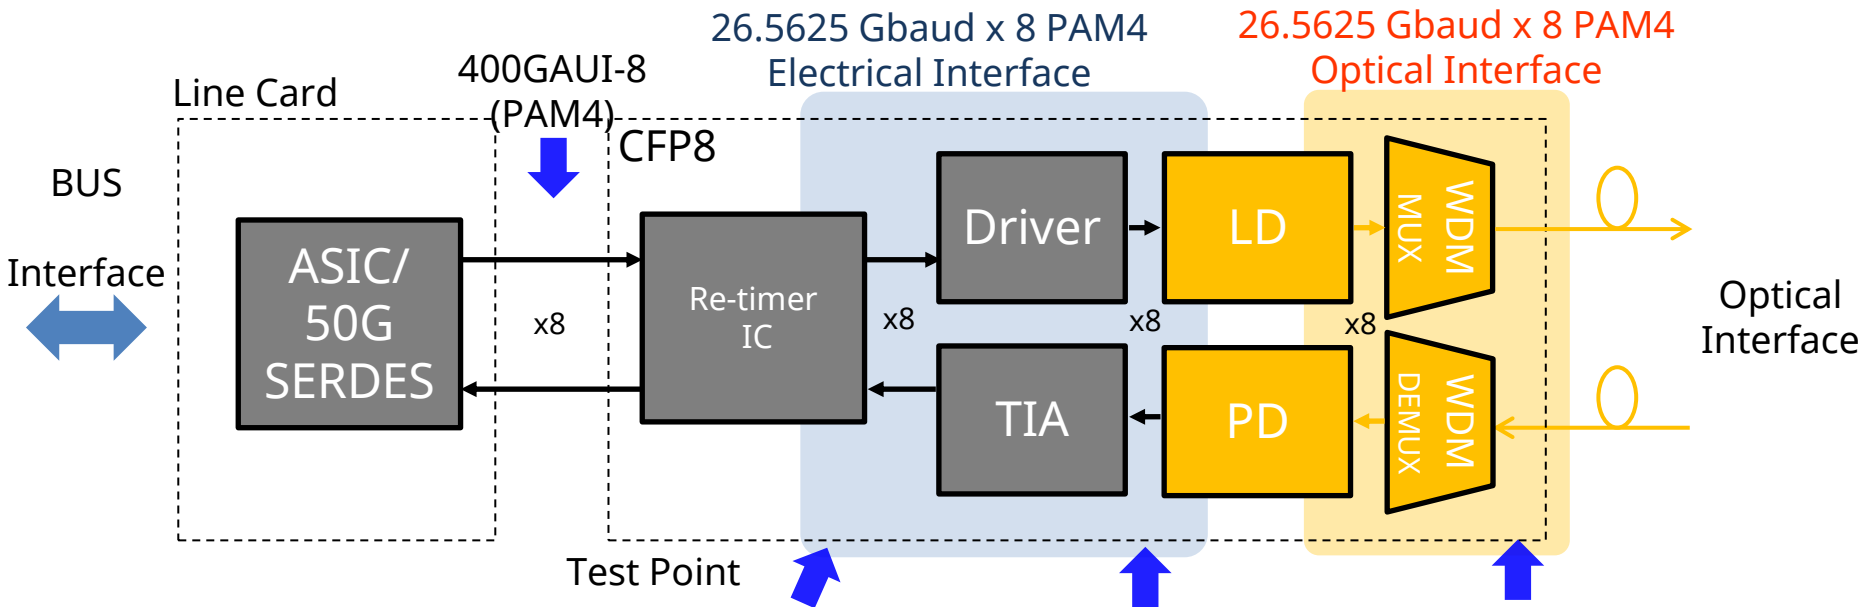 26.5625 Gbaud x 8 PAM4
Electrical Interface
26.5625 Gbaud x 8 PAM4
Optical Interface
400GAUI-8
(PAM4)
Line Card
CFP8
BUS
Interface
ASIC/
50G
SERDES
x8
Re-timer
IC
x8
Driver
TIA
x8
LD
PD
x8
WDM
MUX
WDM
DEMUX
Optical
Interface
Test Point